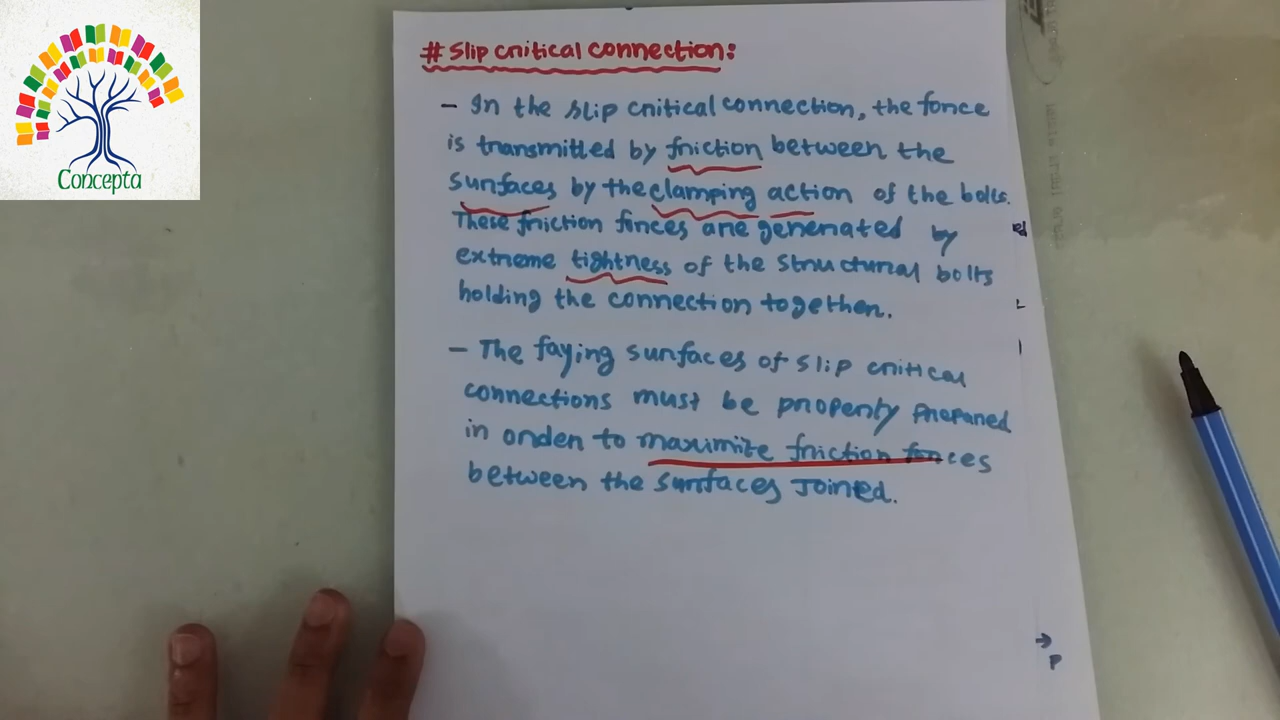 Concepta
# Slip critical connection:
- In the slip critical connection, the force
is transmitted by friction between the
surfaces by the clamping action of the bolts.
These friction forces are generated by
extreme tightness of the structural bolts
holding the connection together.
- The faying surfaces of slip critical
connections must be properly prepared
in order to maximize friction forces
between the surfaces joined.
→
P